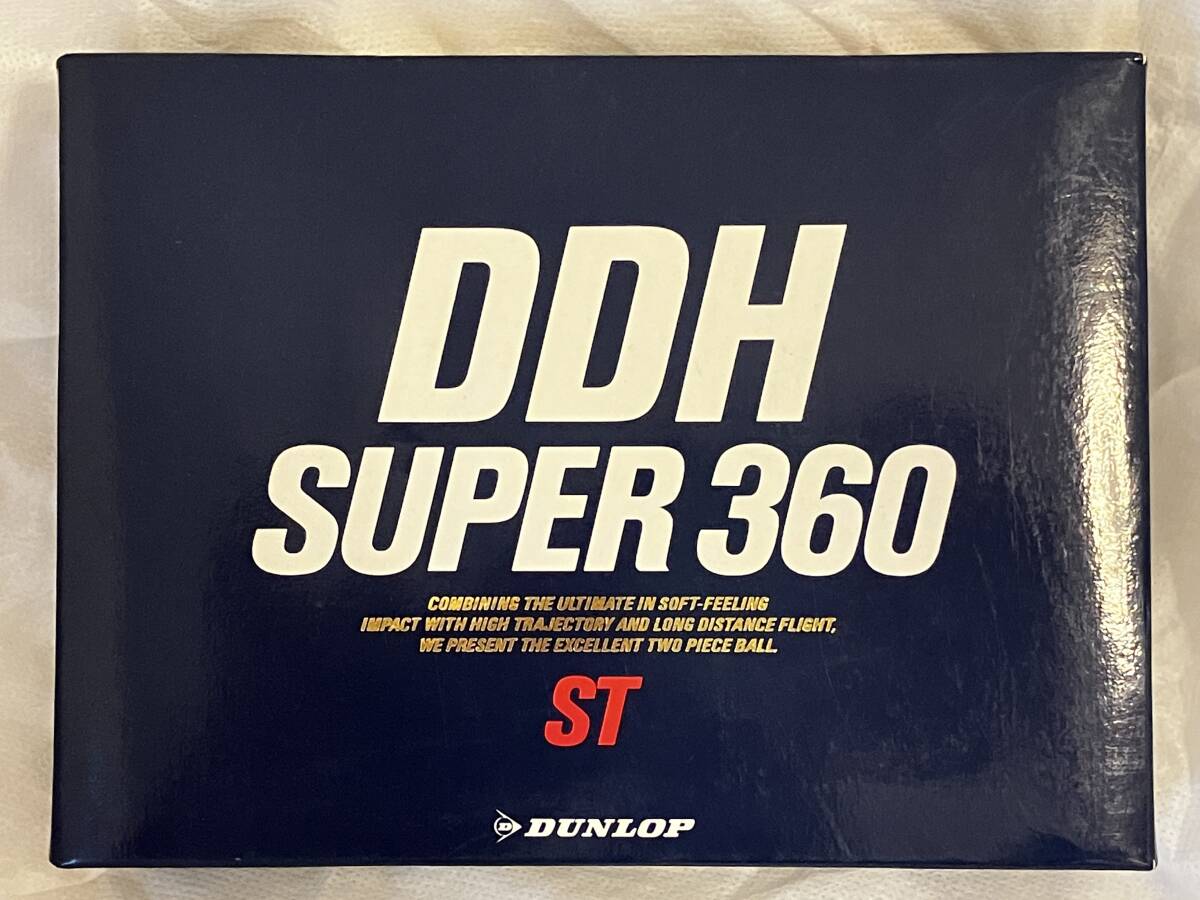 DDH
SUPER 360
COMBINING THE ULTIMATE IN SOFT-FEELING
IMPACT WITH HIGH TRAJECTORY AND LONG DISTANCE FLIGHT,
WE PRESENT THE EXCELLENT TWO PIECE BALL.
ST
D DUNLOP